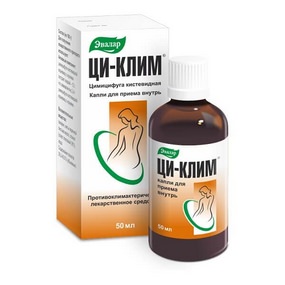 Эвалар
ЦИ-КЛИМ®
Цимицифуга кистевидная
Капли для приема внутрь
Противоклимактерич
лекарственное средс
50 мл
Эвалар
ЦИ-КЛИМ
капли для
приема
внутрь
50 мл